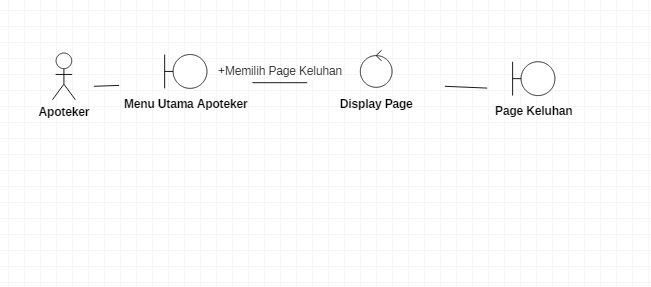 +Memilih Page Keluhan
Apoteker
Menu Utama Apoteker
Display Page
Page Keluhan